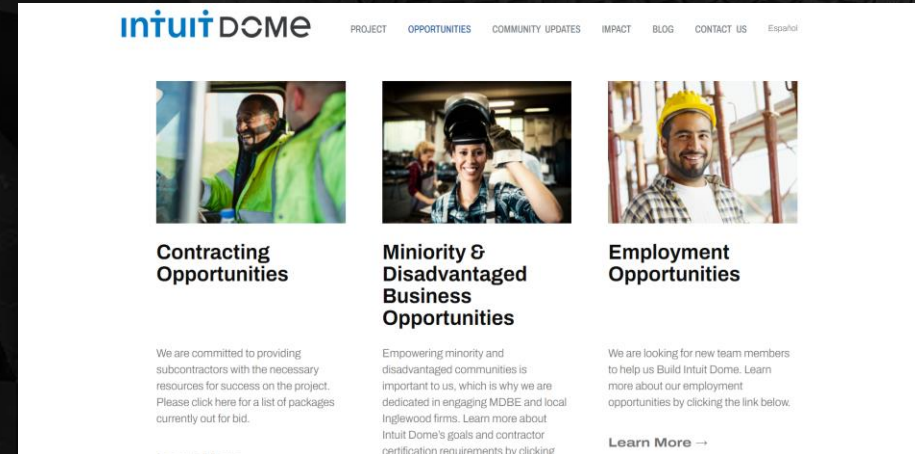 intuit DOME
PROJECT OPPORTUNITIES COMMUNITY UPDATES IMPACT BLOG CONTACT US Español
Contracting
Opportunities
We are committed to providing
subcontractors with the necessary
resources for success on the project.
Please click here for a list of packages
currently out for bid.
Miniority &
Disadvantaged
Business
Opportunities
Empowering minority and
disadvantaged communities is
important to us, which is why we are
dedicated in engaging MDBE and local
Inglewood firms. Learn more about
Intuit Dome's goals and contractor
certification requirements by clicking
Employment
Opportunities
We are looking for new team members
to help us Build Intuit Dome. Learn
more about our employment
opportunities by clicking the link below.
Learn More →